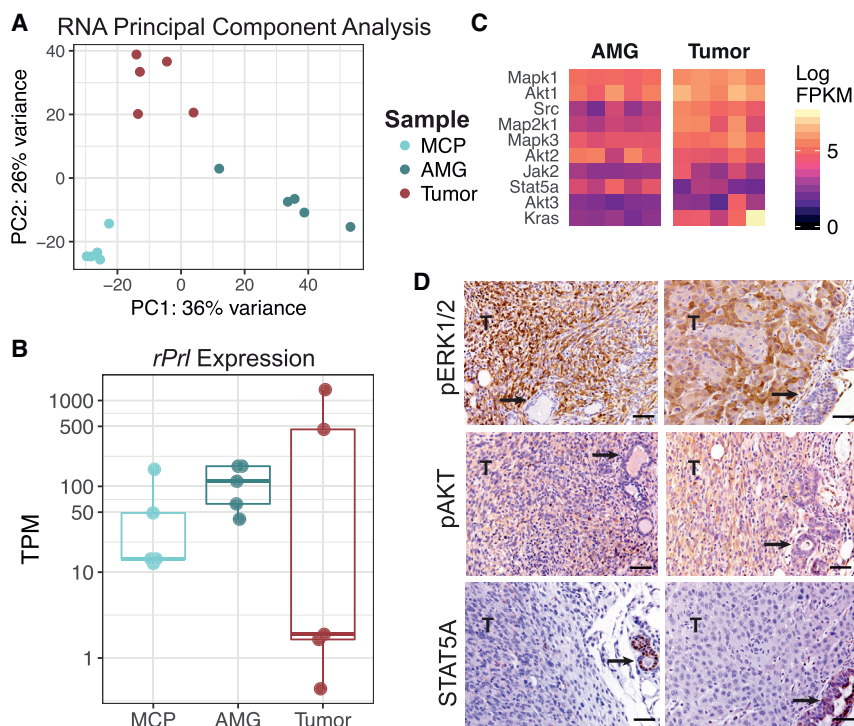 A
RNA Principal Component Analysis
40
20
0
−20
PC2: 26% variance
−20
0
20
40
PC1: 36% variance
Sample
MCP
AMG
Tumor
B
rPrl Expression
1000
500
100
50
10
1
TPM
MCP
AMG
Tumor
C
AMG
Tumor
Mapk1
Akt1
Src
Map2k1
Mapk3
Akt2
Jak2
Stat5a
Akt3
Kras
Log
FPKM
5
0
D
pERK1/2
T
T
pAKT
T
T
STAT5A
T
T